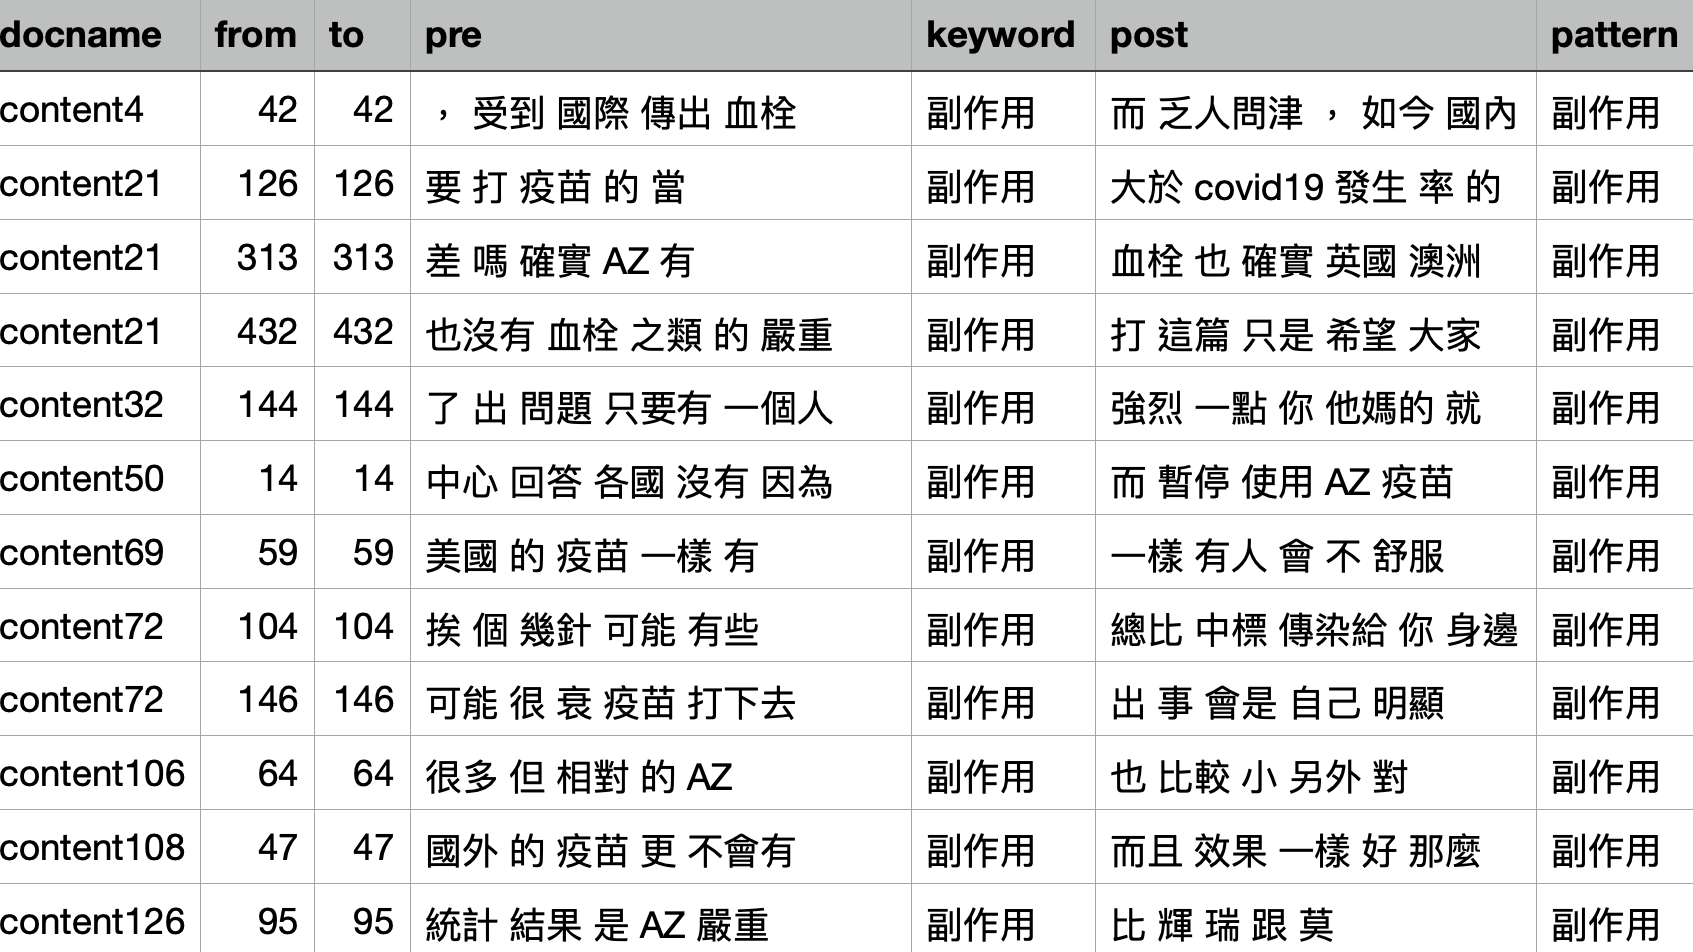 docname from to pre keyword post pattern
content4 42 42 ， 受到 國際 傳出 血栓 副作用 而 乏人問津 ， 如今 國內 副作用
content21 126 126 要 打 疫苗 的 當 副作用 大於 covid19 發生 率 的 副作用
content21 313 313 差 嗎 確實 AZ 有 副作用 血栓 也 確實 英國 澳洲 副作用
content21 432 432 也沒有 血栓 之類 的 嚴重 副作用 打 這篇 只是 希望 大家 副作用
content32 144 144 了 出 問題 只要有 一個人 副作用 強烈 一點 你 他媽的 就 副作用
content50 14 14 中心 回答 各國 沒有 因為 副作用 而 暫停 使用 AZ 疫苗 副作用
content69 59 59 美國 的 疫苗 一樣 有 副作用 一樣 有人 會 不 舒服 副作用
content72 104 104 挨 個 幾針 可能 有些 副作用 總比 中標 傳染給 你 身邊 副作用
content72 146 146 可能 很 衰 疫苗 打下去 副作用 出 事 會是 自己 明顯 副作用
content106 64 64 很多 但 相對 的 AZ 副作用 也 比較 小 另外 對 副作用
content108 47 47 國外 的 疫苗 更 不會有 副作用 而且 效果 一樣 好 那麼 副作用
content126 95 95 統計 結果 是 AZ 嚴重 副作用 比 輝 瑞 跟 莫 副作用